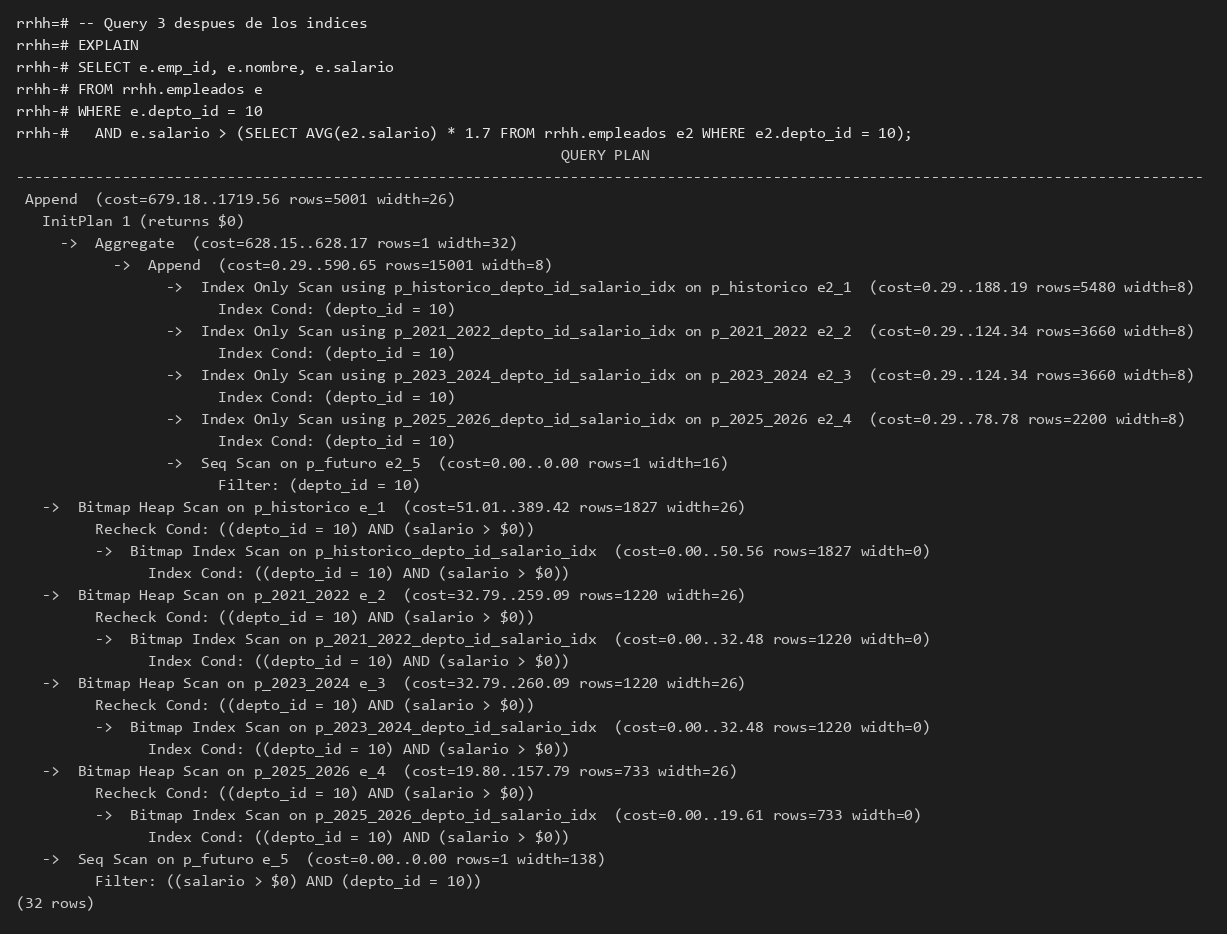 rrhh=# -- Query 3 despues de los indices
rrhh=# EXPLAIN
rrhh-# SELECT e.emp_id, e.nombre, e.salario
rrhh-# FROM rrhh.empleados e
rrhh-# WHERE e.depto_id = 10
rrhh-#   AND e.salario > (SELECT AVG(e2.salario) * 1.7 FROM rrhh.empleados e2 WHERE e2.depto_id = 10);
                                                              QUERY PLAN
---------------------------------------------------------------------------------------------------------------------------------------
 Append  (cost=679.18..1719.56 rows=5001 width=26)
   InitPlan 1 (returns $0)
     ->  Aggregate  (cost=628.15..628.17 rows=1 width=32)
           ->  Append  (cost=0.29..590.65 rows=15001 width=8)
                 ->  Index Only Scan using p_historico_depto_id_salario_idx on p_historico e2_1  (cost=0.29..188.19 rows=5480 width=8)
                       Index Cond: (depto_id = 10)
                 ->  Index Only Scan using p_2021_2022_depto_id_salario_idx on p_2021_2022 e2_2  (cost=0.29..124.34 rows=3660 width=8)
                       Index Cond: (depto_id = 10)
                 ->  Index Only Scan using p_2023_2024_depto_id_salario_idx on p_2023_2024 e2_3  (cost=0.29..124.34 rows=3660 width=8)
                       Index Cond: (depto_id = 10)
                 ->  Index Only Scan using p_2025_2026_depto_id_salario_idx on p_2025_2026 e2_4  (cost=0.29..78.78 rows=2200 width=8)
                       Index Cond: (depto_id = 10)
                 ->  Seq Scan on p_futuro e2_5  (cost=0.00..0.00 rows=1 width=16)
                       Filter: (depto_id = 10)
   ->  Bitmap Heap Scan on p_historico e_1  (cost=51.01..389.42 rows=1827 width=26)
         Recheck Cond: ((depto_id = 10) AND (salario > $0))
         ->  Bitmap Index Scan on p_historico_depto_id_salario_idx  (cost=0.00..50.56 rows=1827 width=0)
               Index Cond: ((depto_id = 10) AND (salario > $0))
   ->  Bitmap Heap Scan on p_2021_2022 e_2  (cost=32.79..259.09 rows=1220 width=26)
         Recheck Cond: ((depto_id = 10) AND (salario > $0))
         ->  Bitmap Index Scan on p_2021_2022_depto_id_salario_idx  (cost=0.00..32.48 rows=1220 width=0)
               Index Cond: ((depto_id = 10) AND (salario > $0))
   ->  Bitmap Heap Scan on p_2023_2024 e_3  (cost=32.79..260.09 rows=1220 width=26)
         Recheck Cond: ((depto_id = 10) AND (salario > $0))
         ->  Bitmap Index Scan on p_2023_2024_depto_id_salario_idx  (cost=0.00..32.48 rows=1220 width=0)
               Index Cond: ((depto_id = 10) AND (salario > $0))
   ->  Bitmap Heap Scan on p_2025_2026 e_4  (cost=19.80..157.79 rows=733 width=26)
         Recheck Cond: ((depto_id = 10) AND (salario > $0))
         ->  Bitmap Index Scan on p_2025_2026_depto_id_salario_idx  (cost=0.00..19.61 rows=733 width=0)
               Index Cond: ((depto_id = 10) AND (salario > $0))
   ->  Seq Scan on p_futuro e_5  (cost=0.00..0.00 rows=1 width=138)
         Filter: ((salario > $0) AND (depto_id = 10))
(32 rows)